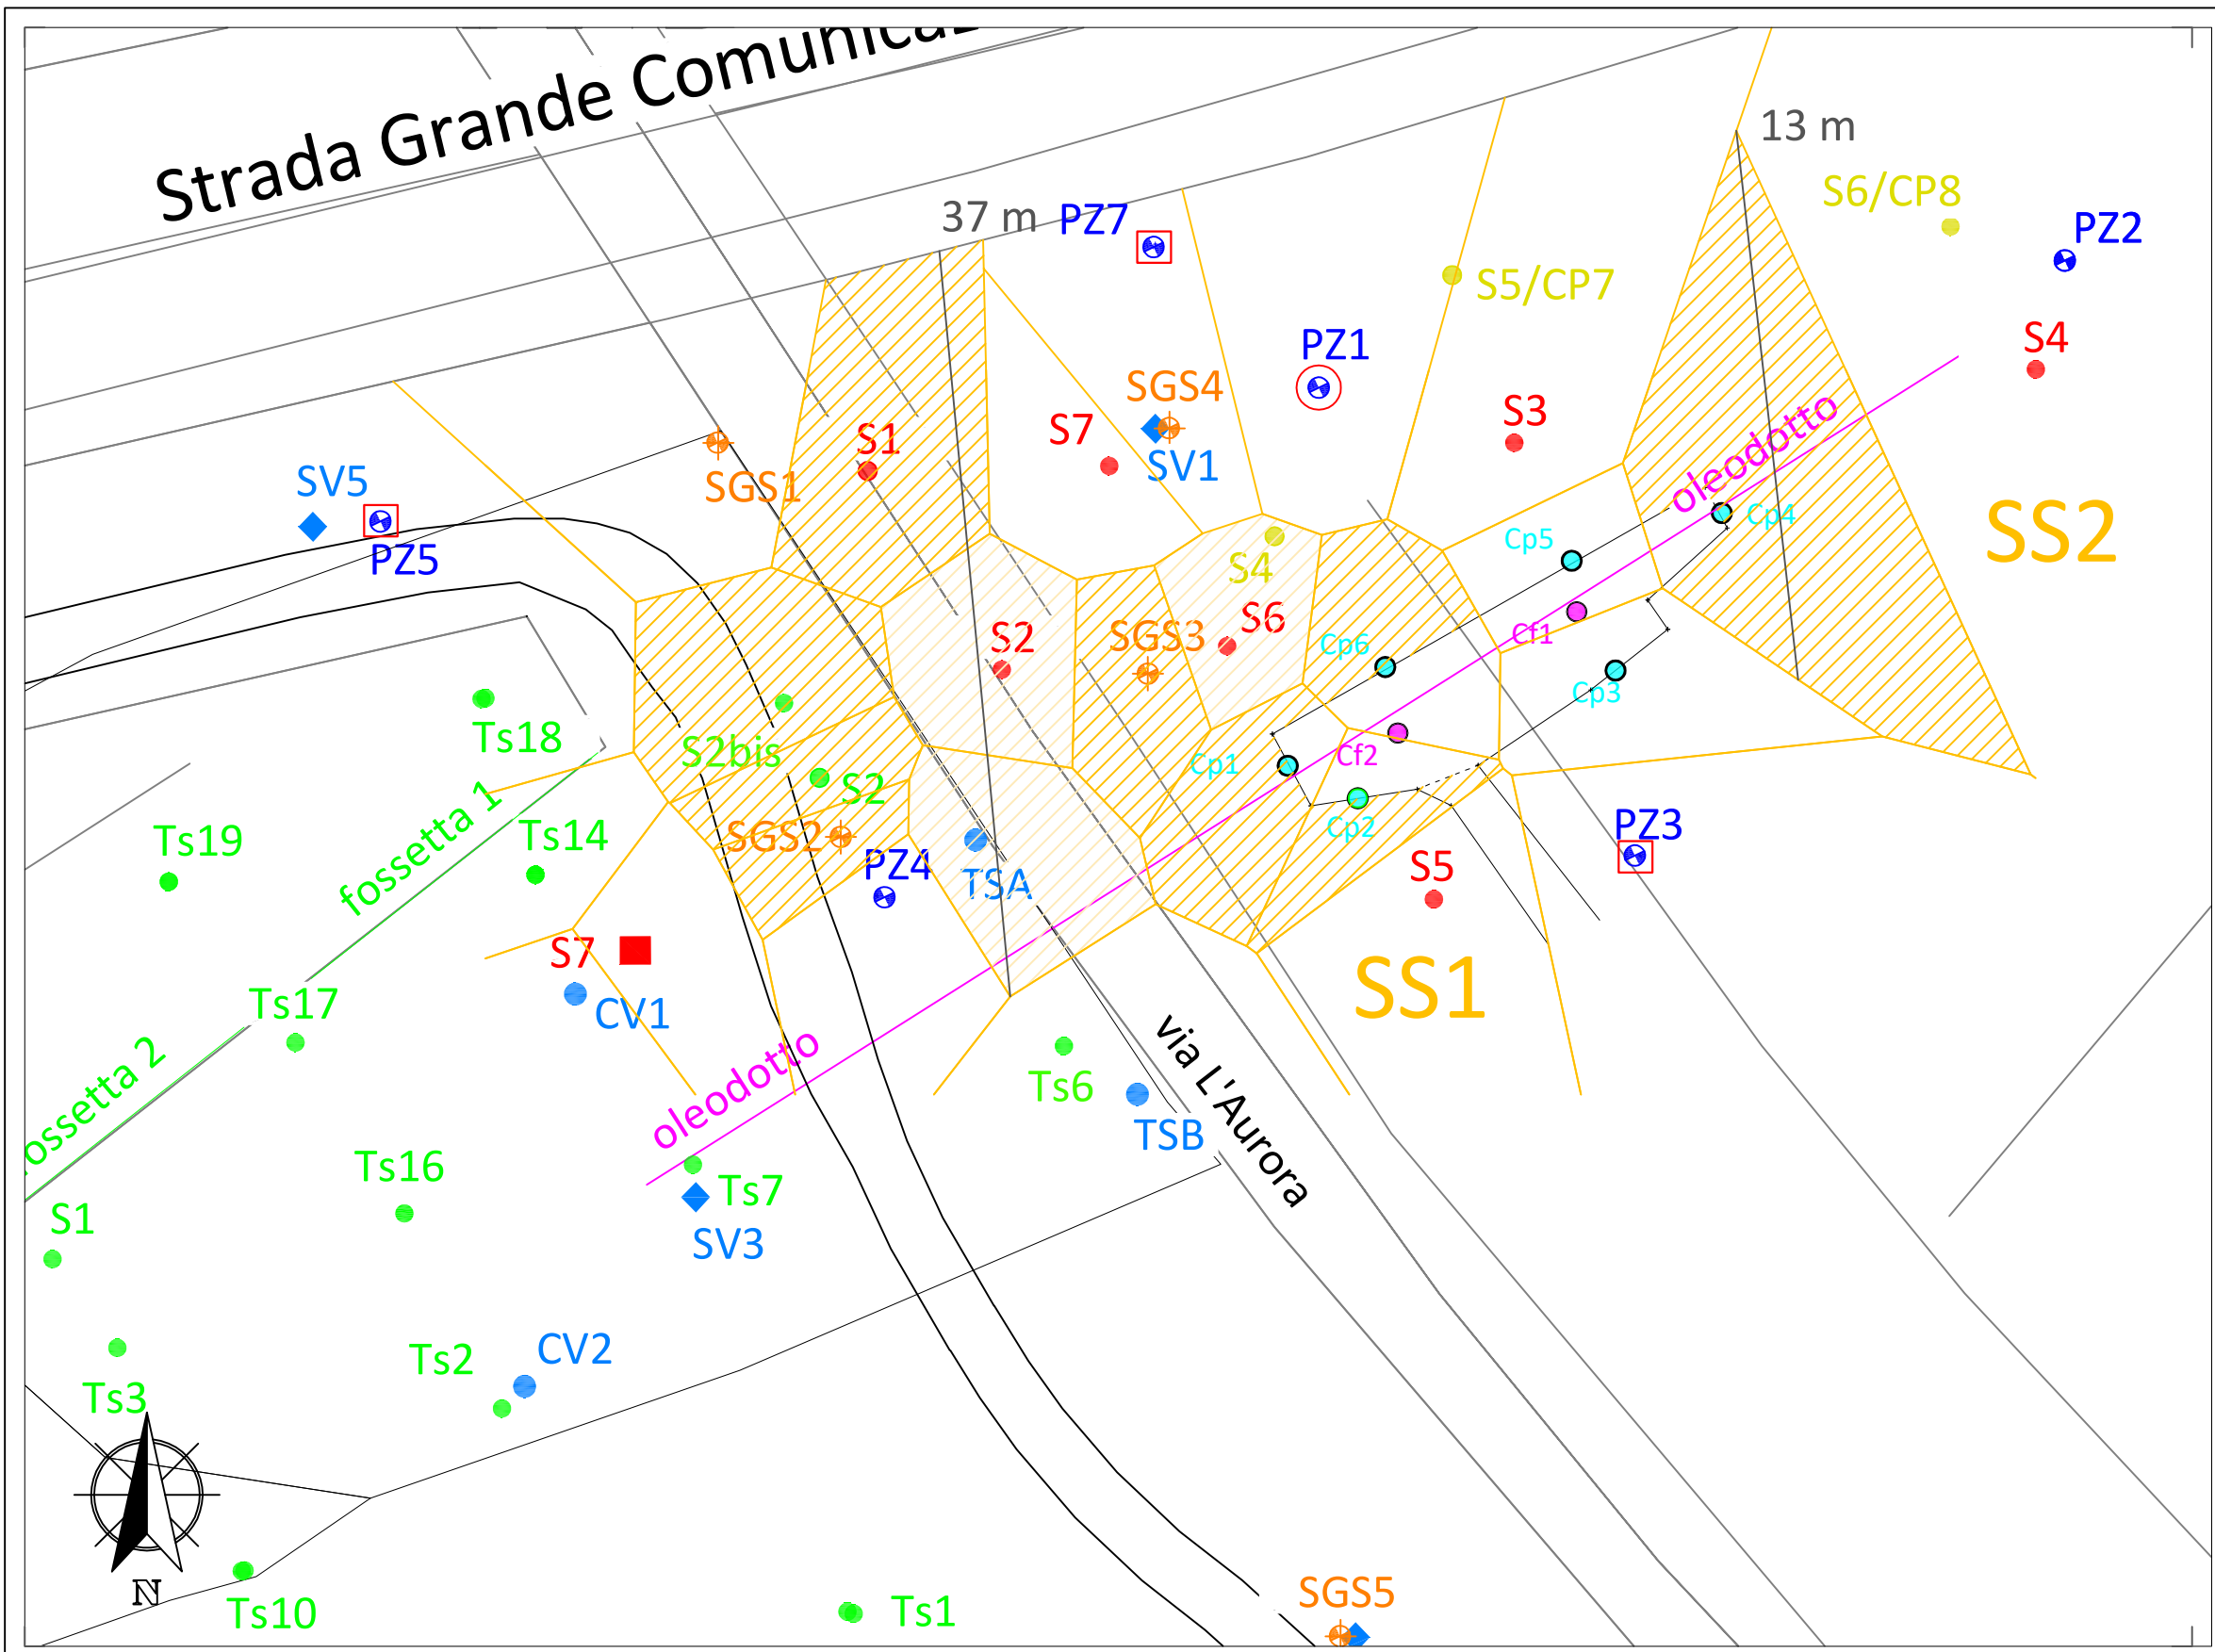 Strada Grande
13 m
S6/CP8
37 m
PZ7
PZ2
S5/CP7
PZ1
S4
SGS4
S3
oleodotto
S1
S7
SV1
SV5
SGS1
SS2
Cp4
Cp5
PZ5
S4
S6
S2
SGS3
Cp6
Cf1
Cp3
Ts18
S2bis
Cf2
Cp1
S2
fossetta 1
Ts19
Ts14
SGS2
PZ4
TSA
Cp2
PZ3
S5
S7
SS1
Ts17
CV1
oleodotto
via L'Aurora
fossetta 2
Ts6
TSB
Ts16
Ts7
S1
SV3
CV2
Ts2
Ts3
N
SGS5
Ts10
Ts1